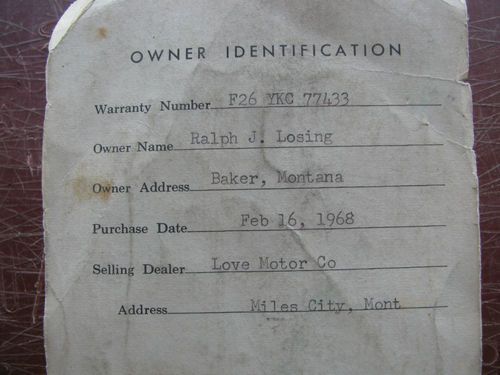 OWNER IDENTIFICATION
Warranty Number F26 YKC 77433
Owner Name Ralph J. Losing
Owner Address Baker, Montana
Purchase Date Feb 16, 1968
Selling Dealer Love Motor Co
Address Miles City, Mont